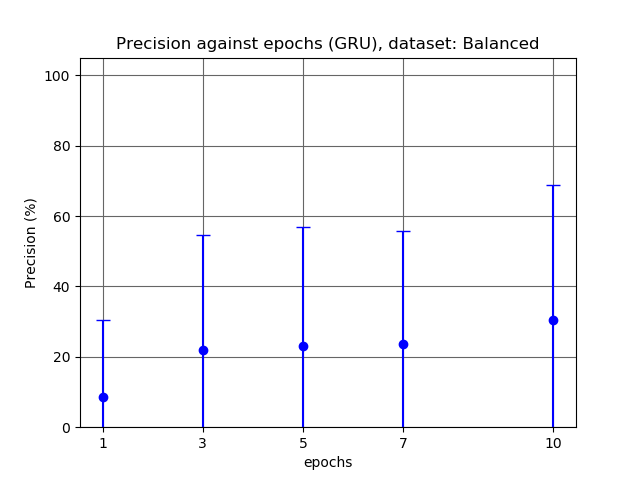 Precision against epochs (GRU), dataset: Balanced
100
80
60
40
20
0
Precision (%)
1 3 5 7 10
epochs